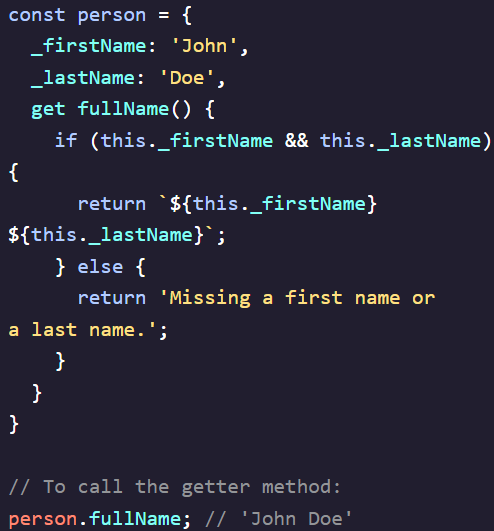 const person = {
  _firstName: 'John',
  _lastName: 'Doe',
  get fullName() {
    if (this._firstName && this._lastName)
{
      return `${this._firstName}
${this._lastName}`;
    } else {
      return 'Missing a first name or
a last name.';
    }
  }
}

// To call the getter method:
person.fullName; // 'John Doe'